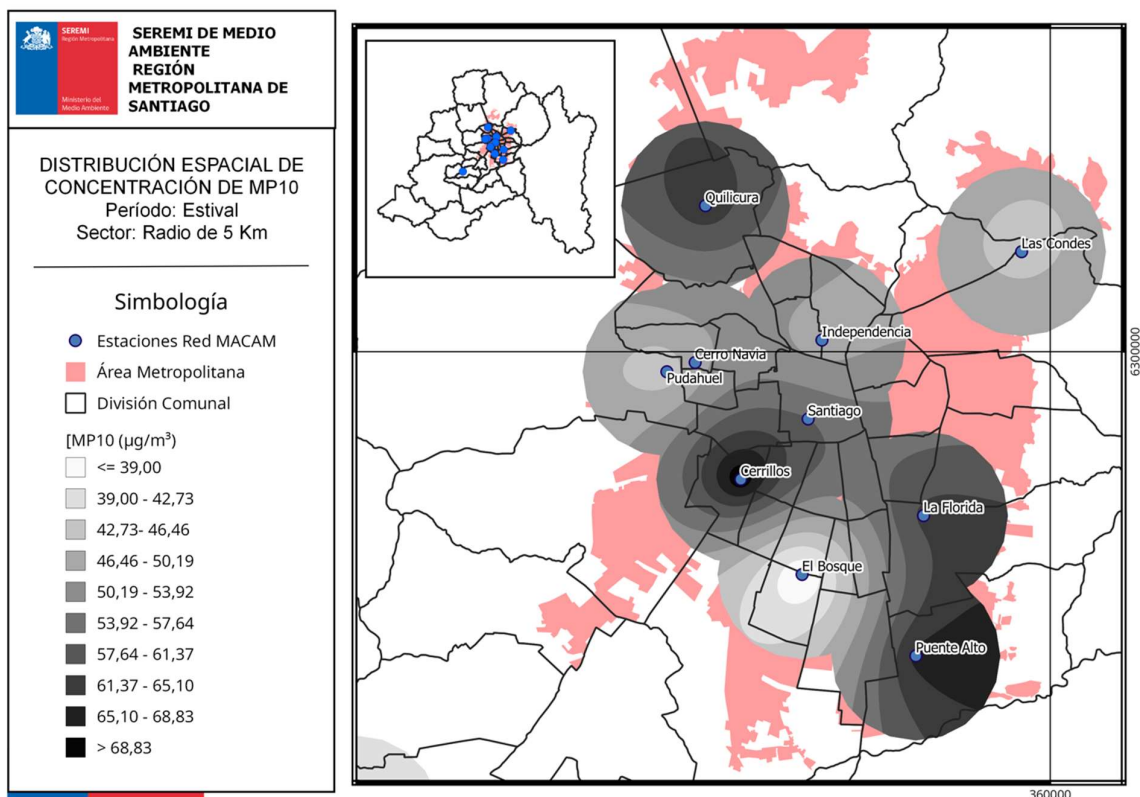 SEREMI
Región Metropolitana
Ministerio del
Medio Ambiente
SEREMI DE MEDIO
AMBIENTE
REGIÓN
METROPOLITANA DE
SANTIAGO
DISTRIBUCIÓN ESPACIAL DE
CONCENTRACIÓN DE MP10
Período: Estival
Sector: Radio de 5 Km
Simbología
Estaciones Red MACAM
Área Metropolitana
División Comunal
[MP10 (µg/m³)
<= 39,00
39,00 - 42,73
42,73- 46,46
46,46 - 50,19
50,19 - 53,92
53,92 - 57,64
57,64 - 61,37
61,37 - 65,10
65,10 - 68,83
> 68,83
Quilicura
Las Condes
Independencia
Cerro Navia
Pudahuel
Santiago
Cerrillos
La Florida
El Bosque
Puente Alto
6300000
360000